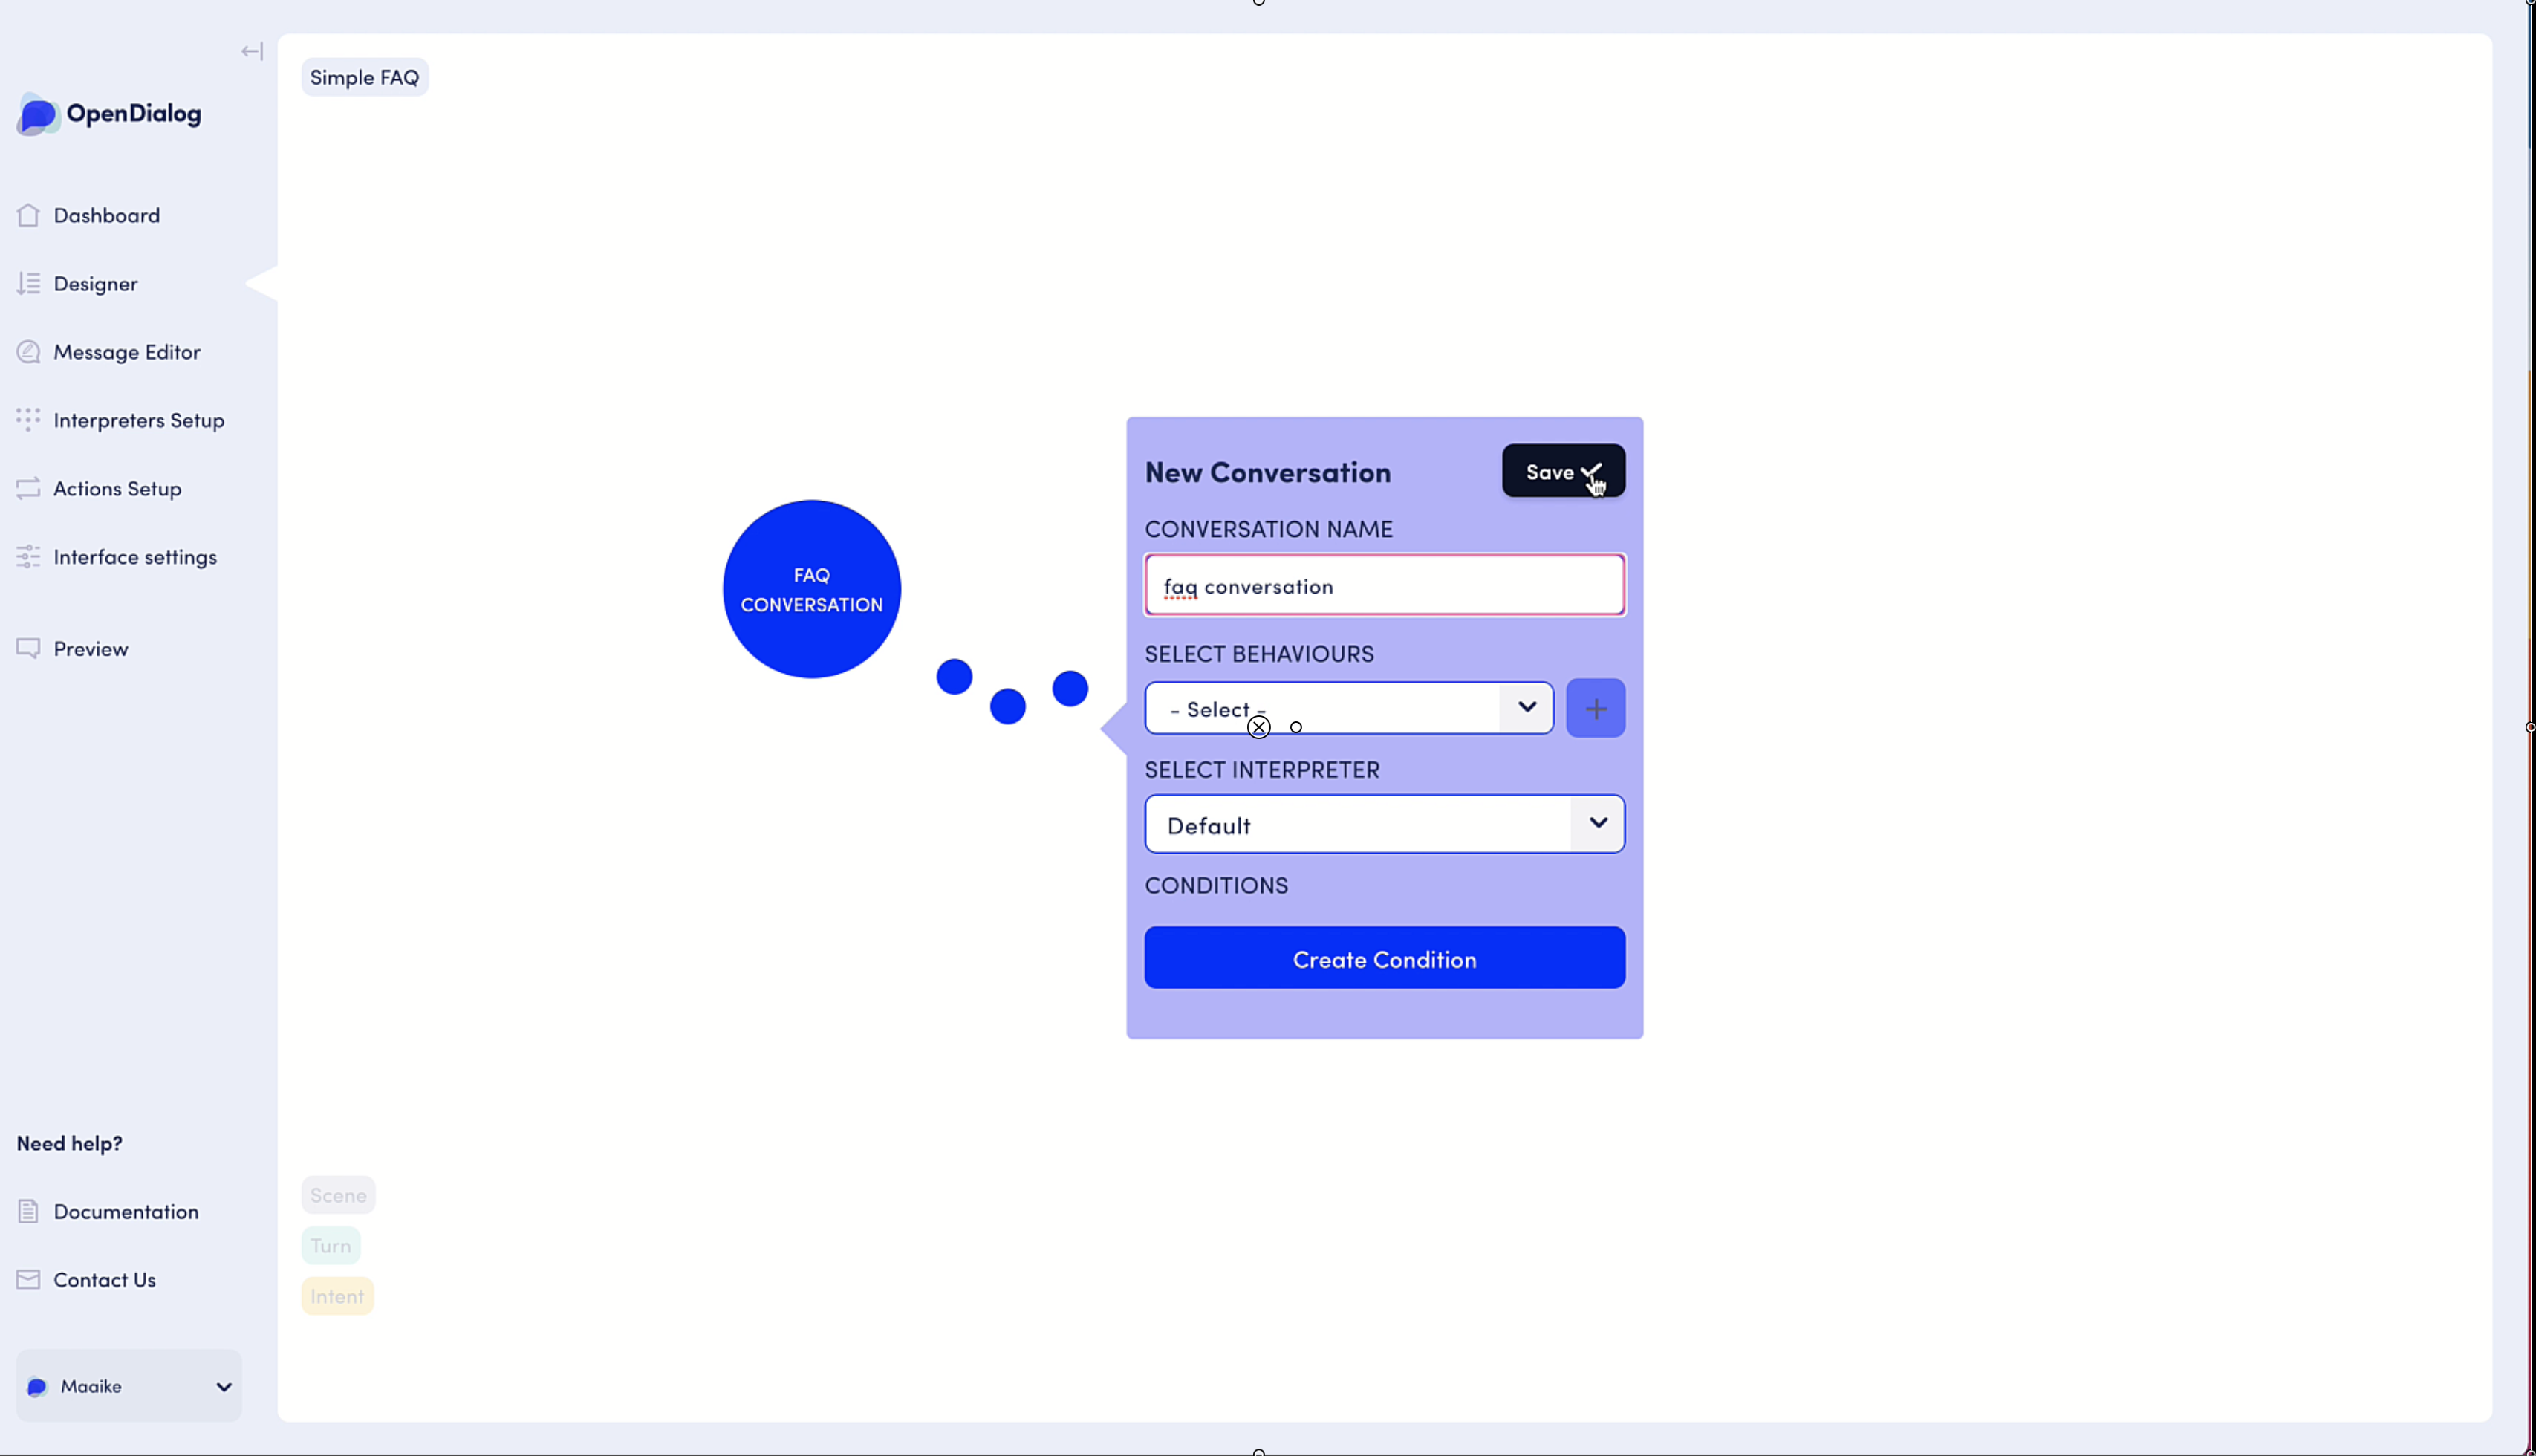 OpenDialog
Dashboard
Designer
Message Editor
Interpreters Setup
Actions Setup
Interface settings
Preview
Need help?
Documentation
Contact Us
Maaike
Simple FAQ
FAQ
CONVERSATION
New Conversation
Save
CONVERSATION NAME
faq conversation
SELECT BEHAVIOURS
- Select -
SELECT INTERPRETER
Default
CONDITIONS
Create Condition
Scene
Turn
Intent